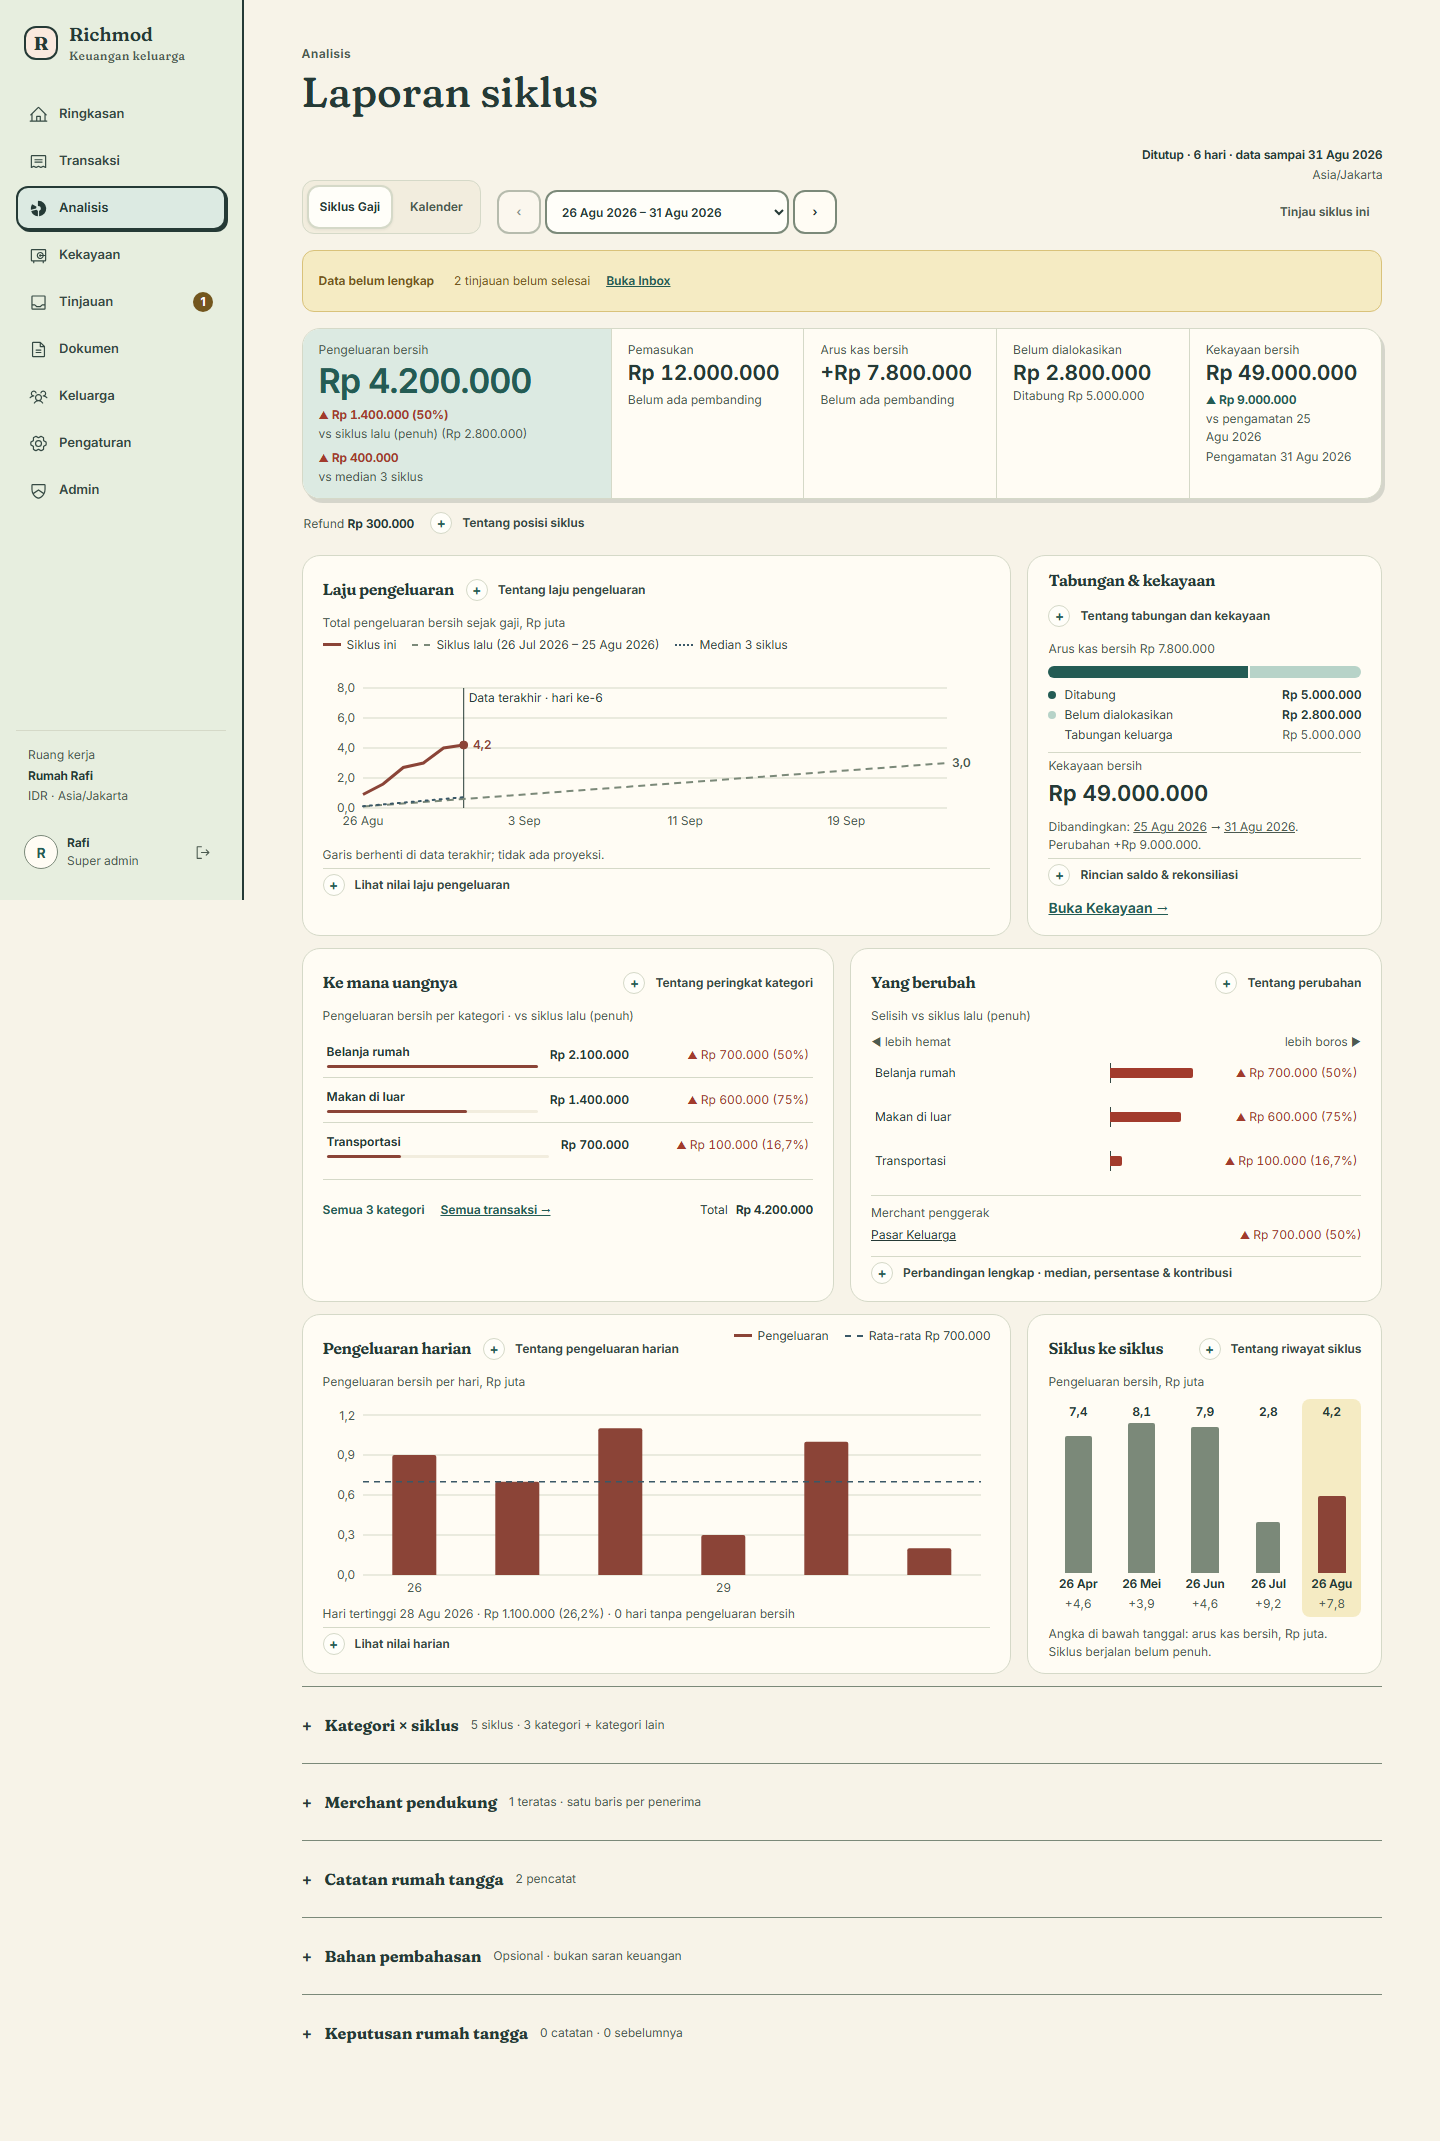 R
Richmod
Keuangan keluarga
Ringkasan
Transaksi
Analisis
Kekayaan
Tinjauan 1
Dokumen
Keluarga
Pengaturan
Admin
Ruang kerja
Rumah Rafi
IDR · Asia/Jakarta
R
Rafi
Super admin
Analisis
Laporan siklus
Ditutup · 6 hari · data sampai 31 Agu 2026
Asia/Jakarta
Siklus Gaji Kalender ‹ 26 Agu 2026 – 31 Agu 2026 › Tinjau siklus ini
Data belum lengkap 2 tinjauan belum selesai Buka Inbox
Pengeluaran bersih
Rp 4.200.000
▲ Rp 1.400.000 (50%)
vs siklus lalu (penuh) (Rp 2.800.000)
▲ Rp 400.000
vs median 3 siklus
Pemasukan
Rp 12.000.000
Belum ada pembanding
Arus kas bersih
+Rp 7.800.000
Belum ada pembanding
Belum dialokasikan
Rp 2.800.000
Ditabung Rp 5.000.000
Kekayaan bersih
Rp 49.000.000
▲ Rp 9.000.000
vs pengamatan 25
Agu 2026
Pengamatan 31 Agu 2026
Refund Rp 300.000 + Tentang posisi siklus
Laju pengeluaran + Tentang laju pengeluaran
Total pengeluaran bersih sejak gaji, Rp juta
Siklus ini Siklus lalu (26 Jul 2026 – 25 Agu 2026) Median 3 siklus
8,0
6,0
4,0
2,0
0,0
Data terakhir · hari ke-6
4,2
3,0
26 Agu 3 Sep 11 Sep 19 Sep
Garis berhenti di data terakhir; tidak ada proyeksi.
+ Lihat nilai laju pengeluaran
Tabungan & kekayaan
+ Tentang tabungan dan kekayaan
Arus kas bersih Rp 7.800.000
Ditabung Rp 5.000.000
Belum dialokasikan Rp 2.800.000
Tabungan keluarga Rp 5.000.000
Kekayaan bersih
Rp 49.000.000
Dibandingkan: 25 Agu 2026 → 31 Agu 2026.
Perubahan +Rp 9.000.000.
+ Rincian saldo & rekonsiliasi
Buka Kekayaan →
Ke mana uangnya + Tentang peringkat kategori
Pengeluaran bersih per kategori · vs siklus lalu (penuh)
Belanja rumah Rp 2.100.000 ▲ Rp 700.000 (50%)
Makan di luar Rp 1.400.000 ▲ Rp 600.000 (75%)
Transportasi Rp 700.000 ▲ Rp 100.000 (16,7%)
Semua 3 kategori Semua transaksi → Total Rp 4.200.000
Yang berubah + Tentang perubahan
Selisih vs siklus lalu (penuh)
◀ lebih hemat lebih boros ▶
Belanja rumah ▲ Rp 700.000 (50%)
Makan di luar ▲ Rp 600.000 (75%)
Transportasi ▲ Rp 100.000 (16,7%)
Merchant penggerak
Pasar Keluarga ▲ Rp 700.000 (50%)
+ Perbandingan lengkap · median, persentase & kontribusi
Pengeluaran harian + Tentang pengeluaran harian
Pengeluaran Rata-rata Rp 700.000
Pengeluaran bersih per hari, Rp juta
1,2
0,9
0,6
0,3
0,0
26 29
Hari tertinggi 28 Agu 2026 · Rp 1.100.000 (26,2%) · 0 hari tanpa pengeluaran bersih
+ Lihat nilai harian
Siklus ke siklus + Tentang riwayat siklus
Pengeluaran bersih, Rp juta
7,4 8,1 7,9 2,8 4,2
26 Apr 26 Mei 26 Jun 26 Jul 26 Agu
+4,6 +3,9 +4,6 +9,2 +7,8
Angka di bawah tanggal: arus kas bersih, Rp juta.
Siklus berjalan belum penuh.
+ Kategori × siklus 5 siklus · 3 kategori + kategori lain
+ Merchant pendukung 1 teratas · satu baris per penerima
+ Catatan rumah tangga 2 pencatat
+ Bahan pembahasan Opsional · bukan saran keuangan
+ Keputusan rumah tangga 0 catatan · 0 sebelumnya